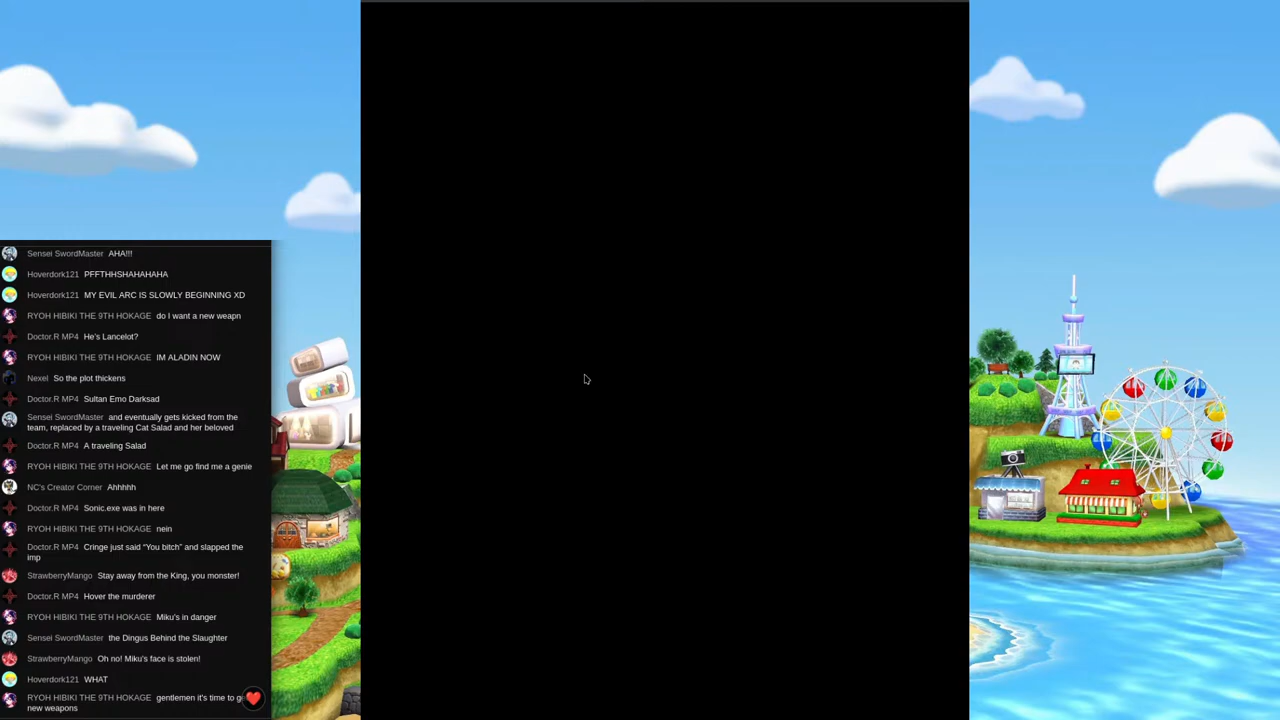 Sensei SwordMaster AHA!!!
Hoverdork121 PFFTHHSHAHAHAHA
Hoverdork121 MY EVIL ARC IS SLOWLY BEGINNING XD
RYOH HIBIKI THE 9TH HOKAGE do I want a new weapn
Doctor.R MP4 He's Lancelot?
RYOH HIBIKI THE 9TH HOKAGE IM ALADIN NOW
Nexel So the plot thickens
Doctor.R MP4 Sultan Emo Darksad
Sensei SwordMaster and eventually gets kicked from the
team, replaced by a traveling Cat Salad and her beloved
Doctor.R MP4 A traveling Salad
RYOH HIBIKI THE 9TH HOKAGE Let me go find me a genie
NC's Creator Corner Ahhhhh
Doctor.R MP4 Sonic.exe was in here
RYOH HIBIKI THE 9TH HOKAGE nein
Doctor.R MP4 Cringe just said “You bitch” and slapped the
imp
StrawberryMango Stay away from the King, you monster!
Doctor.R MP4 Hover the murderer
RYOH HIBIKI THE 9TH HOKAGE Miku's in danger
Sensei SwordMaster the Dingus Behind the Slaughter
StrawberryMango Oh no! Miku's face is stolen!
Hoverdork121 WHAT
RYOH HIBIKI THE 9TH HOKAGE gentlemen it's time to
new weapons